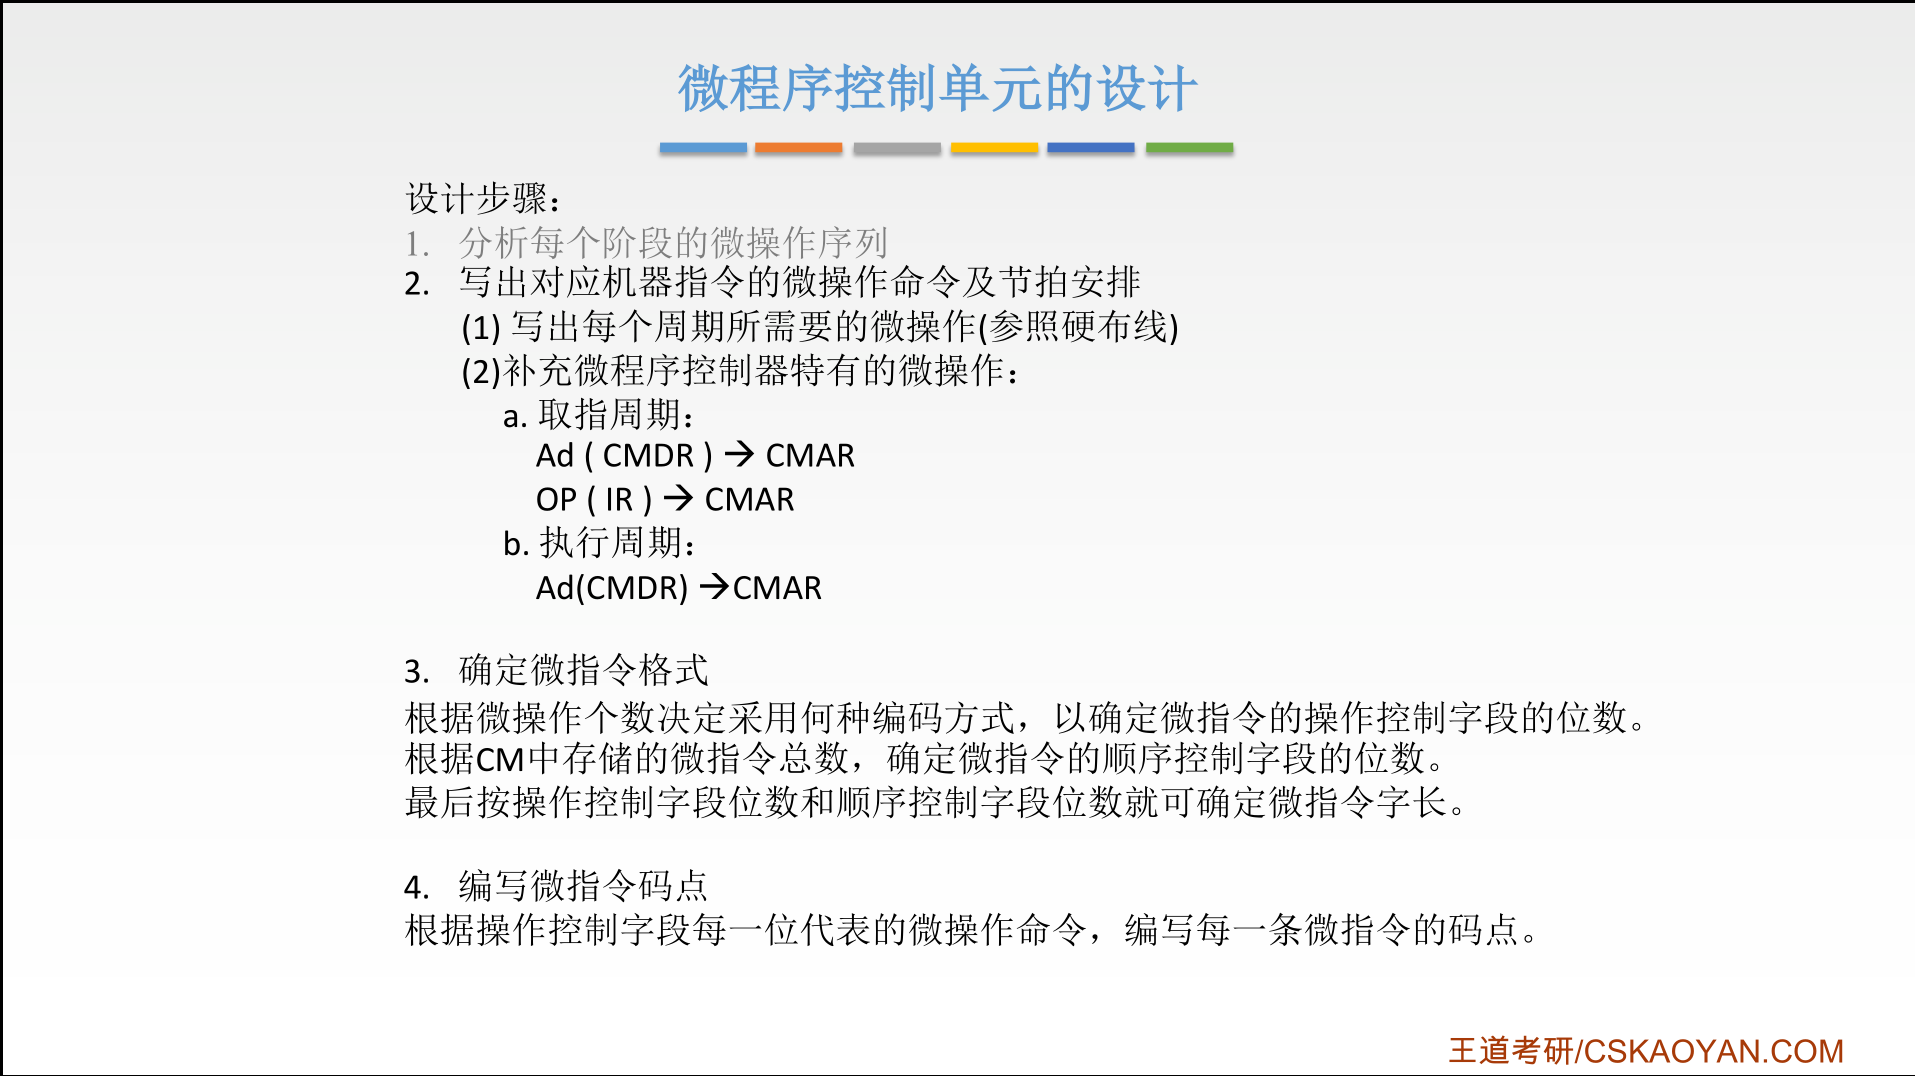 微程序控制单元的设计
设计步骤：
1. 分析每个阶段的微操作序列
2. 写出对应机器指令的微操作命令及节拍安排
(1) 写出每个周期所需要的微操作(参照硬布线)
(2)补充微程序控制器特有的微操作：
a. 取指周期：
Ad ( CMDR ) → CMAR
OP ( IR ) → CMAR
b. 执行周期：
Ad(CMDR) →CMAR
3. 确定微指令格式
根据微操作个数决定采用何种编码方式，以确定微指令的操作控制字段的位数。
根据CM中存储的微指令总数，确定微指令的顺序控制字段的位数。
最后按操作控制字段位数和顺序控制字段位数就可确定微指令字长。
4. 编写微指令码点
根据操作控制字段每一位代表的微操作命令，编写每一条微指令的码点。
王道考研/CSKAOYAN.COM